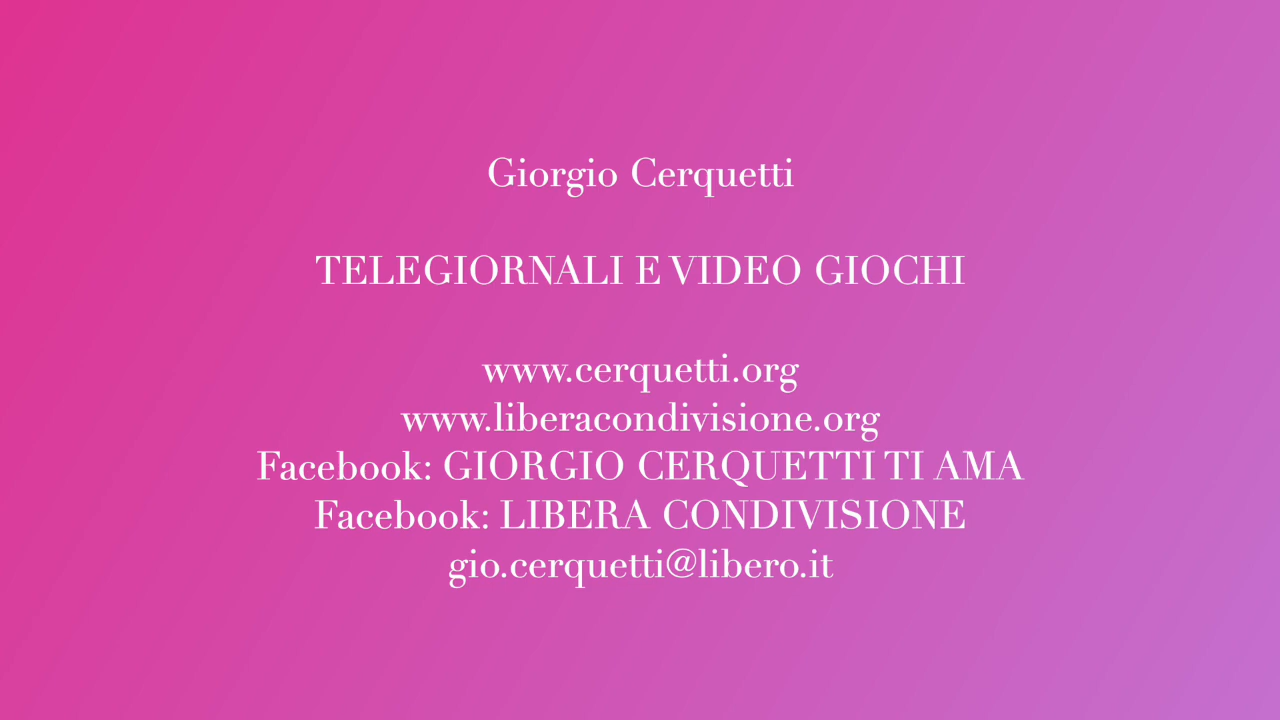 Giorgio Cerquetti
TELEGIORNALI E VIDEO GIOCHI
www.cerquetti.org
www.liberacondivisione.org
Facebook: GIORGIO CERQUETTI TI AMA
Facebook: LIBERA CONDIVISIONE
gio.cerquetti@libero.it